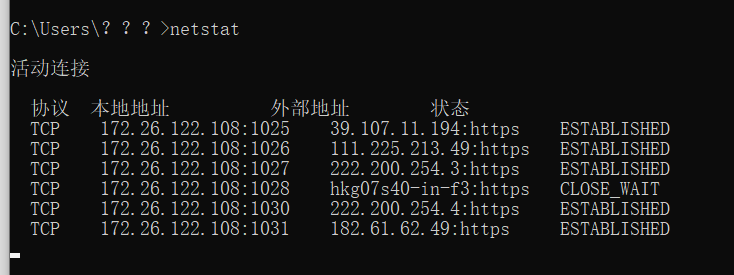 C:\Users\？？？>netstat
活动连接
协议 本地地址 外部地址 状态
TCP 172.26.122.108:1025 39.107.11.194:https ESTABLISHED
TCP 172.26.122.108:1026 111.225.213.49:https ESTABLISHED
TCP 172.26.122.108:1027 222.200.254.3:https ESTABLISHED
TCP 172.26.122.108:1028 hkg07s40-in-f3:https CLOSE_WAIT
TCP 172.26.122.108:1030 222.200.254.4:https ESTABLISHED
TCP 172.26.122.108:1031 182.61.62.49:https ESTABLISHED